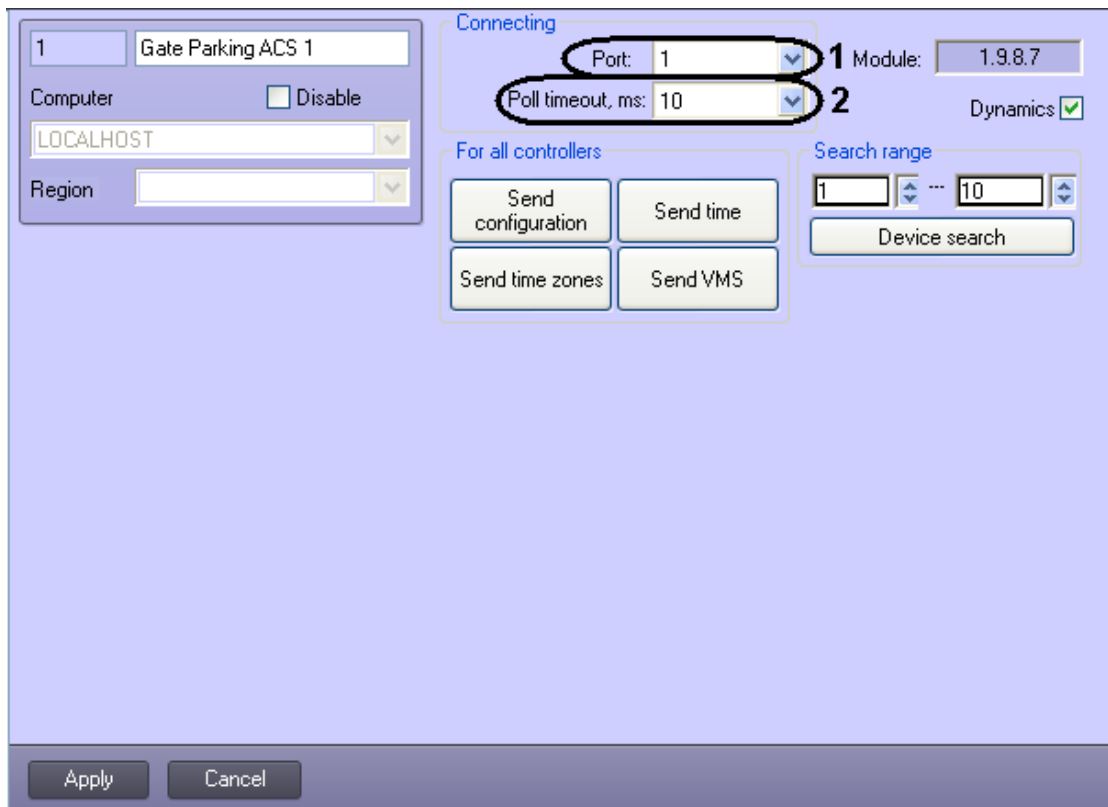 1 Gate Parking ACS 1
Computer Disable
LOCALHOST
Region
Connecting
Port: 1 1
Poll timeout, ms: 10 2
Module: 1.9.8.7
Dynamics
For all controllers
Send configuration
Send time
Send time zones
Send VMS
Search range
1 ... 10
Device search
Apply Cancel